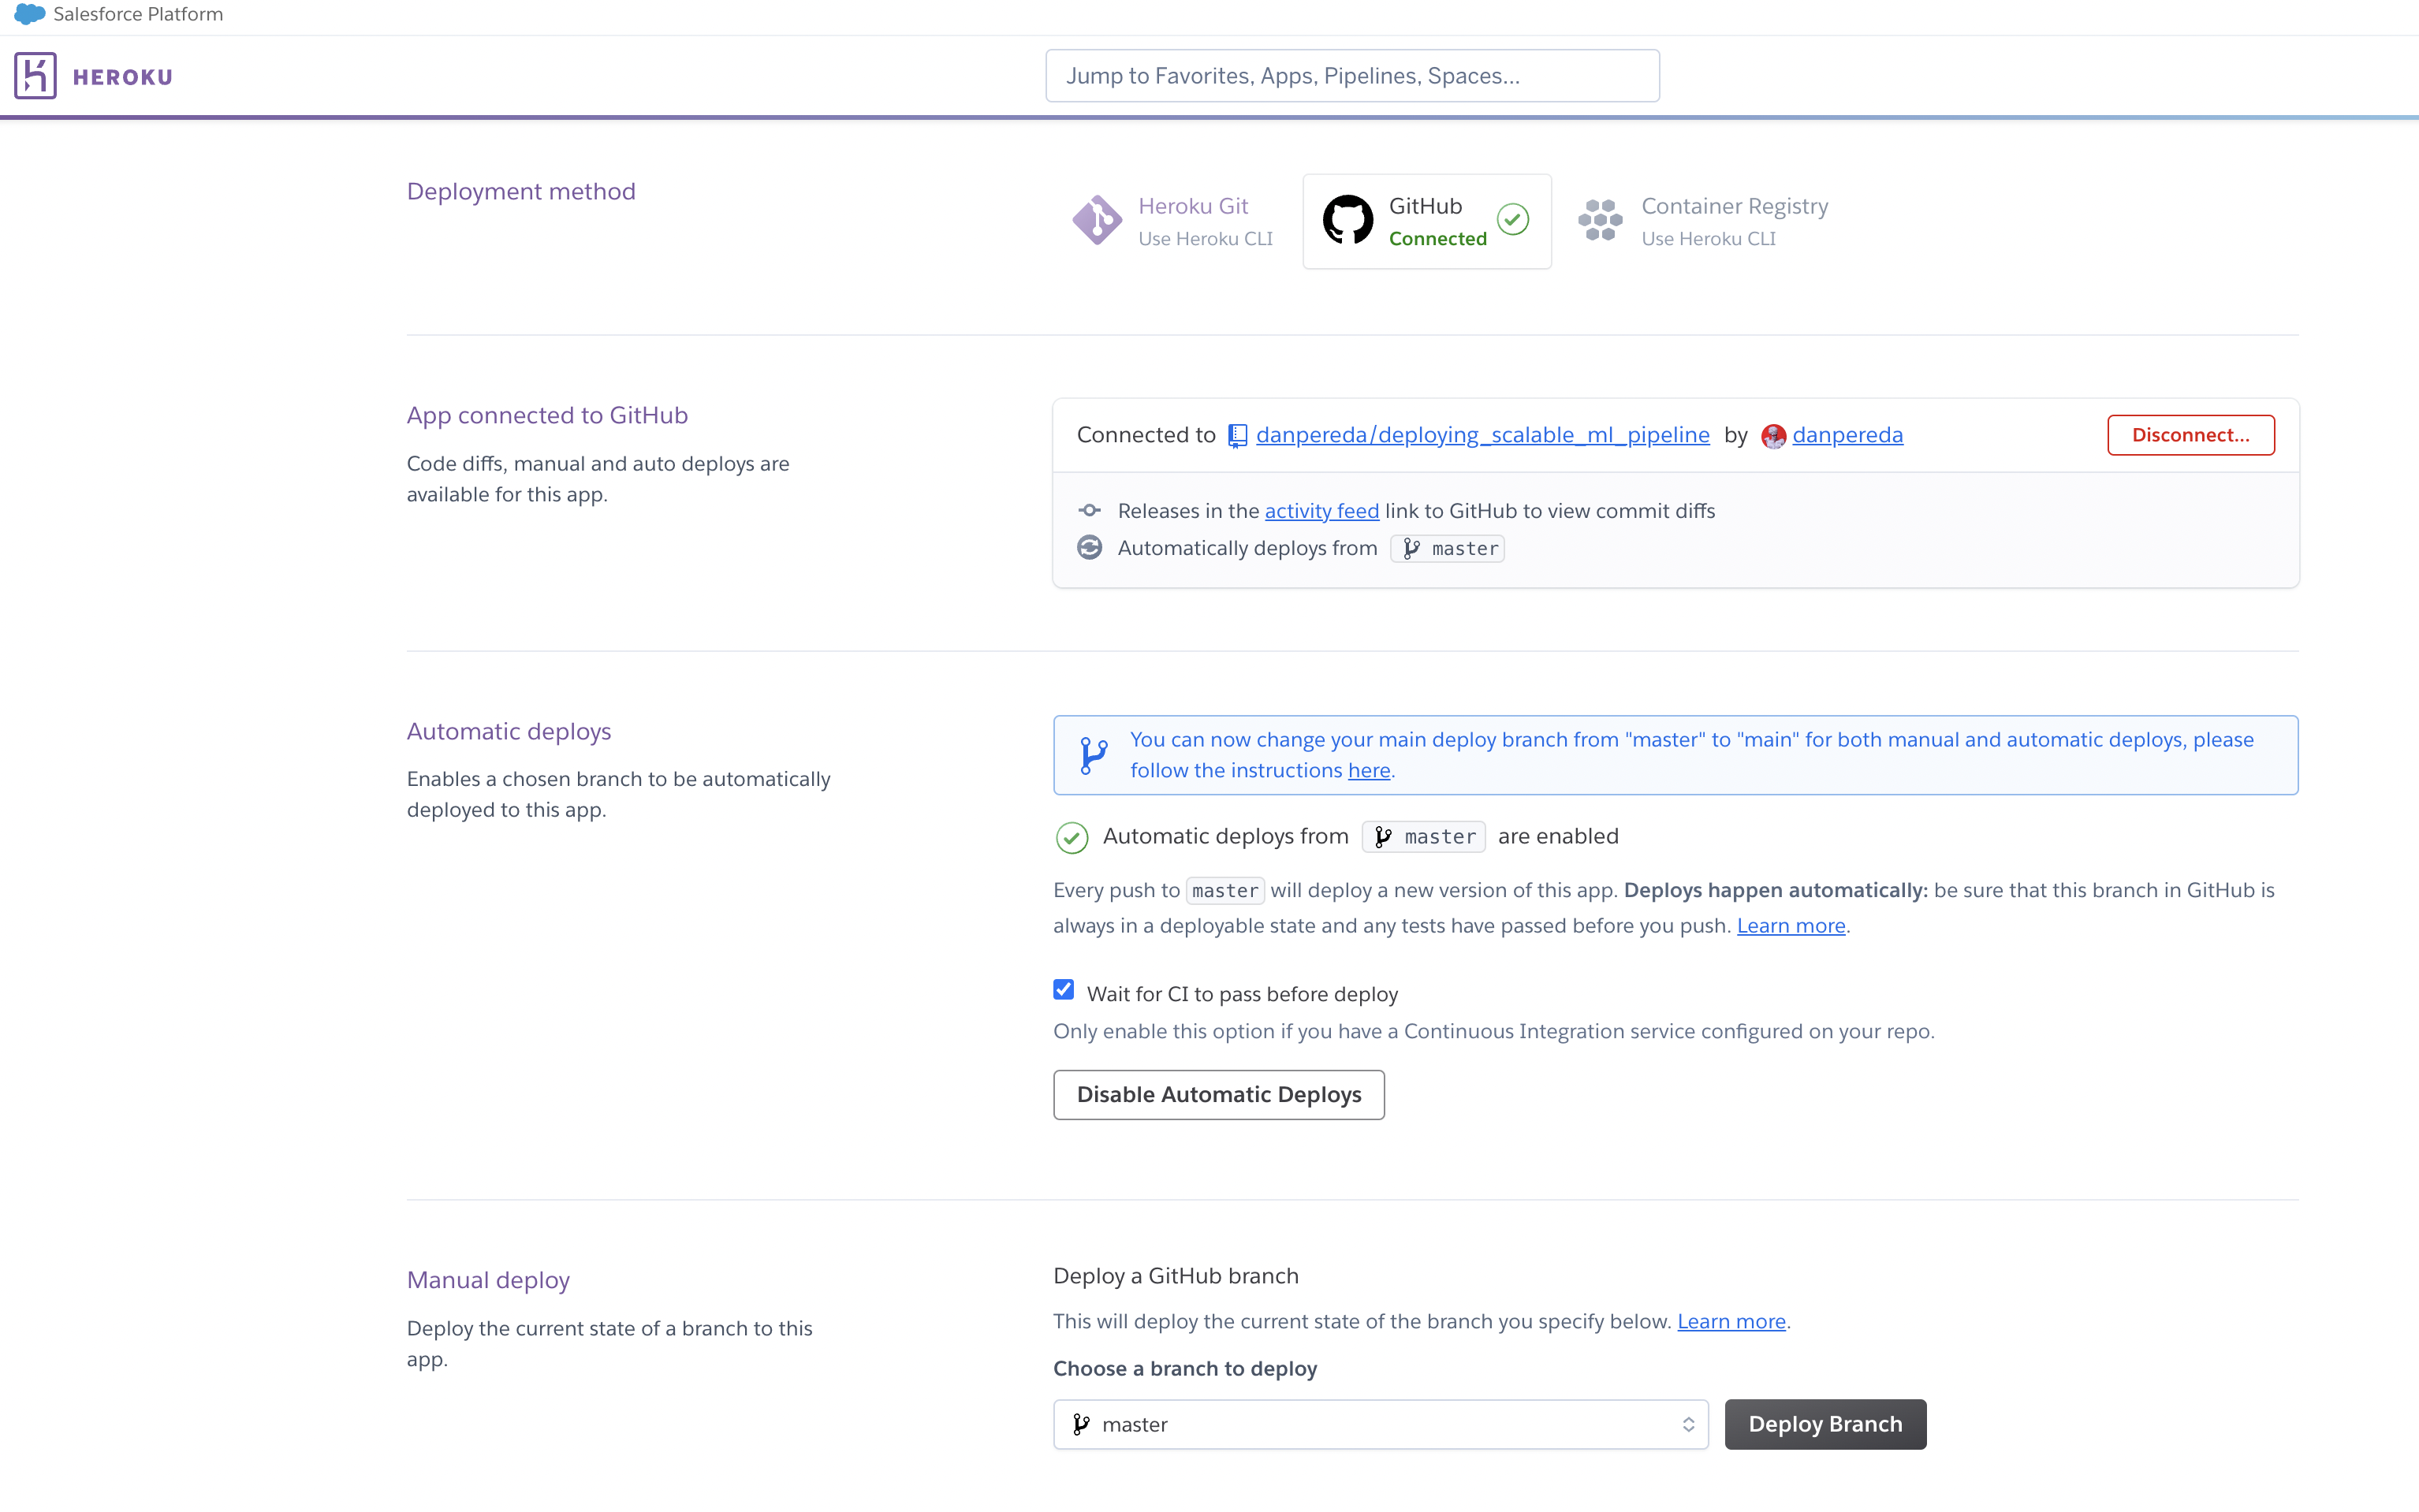 Salesforce Platform
HEROKU
Jump to Favorites, Apps, Pipelines, Spaces...
Deployment method
Heroku Git
Use Heroku CLI
GitHub
Connected
Container Registry
Use Heroku CLI
App connected to GitHub
Code diffs, manual and auto deploys are
available for this app.
Connected to danpereda/deploying_scalable_ml_pipeline by danpereda
Disconnect...
Releases in the activity feed link to GitHub to view commit diffs
Automatically deploys from master
Automatic deploys
Enables a chosen branch to be automatically
deployed to this app.
You can now change your main deploy branch from "master" to "main" for both manual and automatic deploys, please
follow the instructions here.
Automatic deploys from master are enabled
Every push to master will deploy a new version of this app. Deploys happen automatically: be sure that this branch in GitHub is
always in a deployable state and any tests have passed before you push. Learn more.
Wait for CI to pass before deploy
Only enable this option if you have a Continuous Integration service configured on your repo.
Disable Automatic Deploys
Manual deploy
Deploy the current state of a branch to this
app.
Deploy a GitHub branch
This will deploy the current state of the branch you specify below. Learn more.
Choose a branch to deploy
master
Deploy Branch